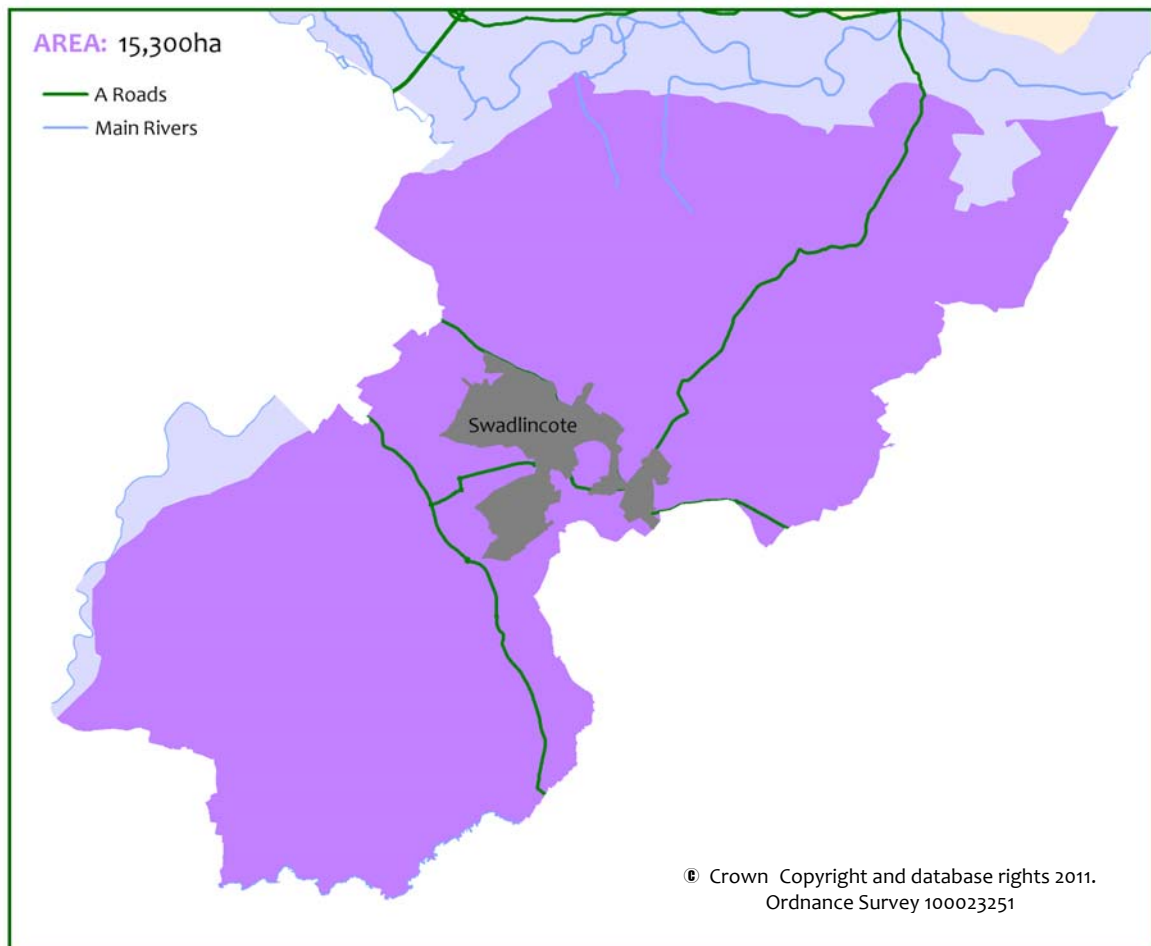 AREA: 15,300ha
A Roads
Main Rivers
Swadlincote
© Crown Copyright and database rights 2011.
Ordnance Survey 100023251